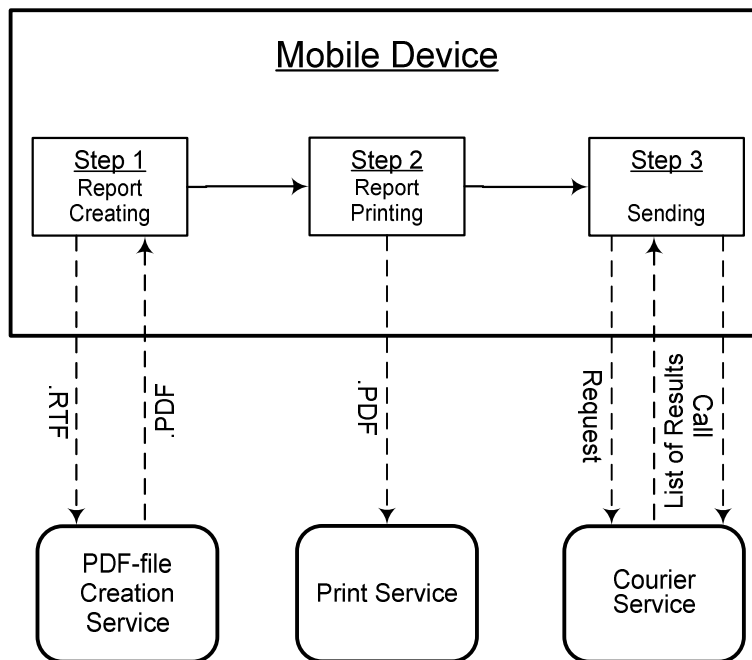 Mobile Device
Step 1
Report
Creating
Step 2
Report
Printing
Step 3
Sending
.RTF
.PDF
.PDF
Request
List of Results
Call
PDF-file
Creation
Service
Print Service
Courier
Service